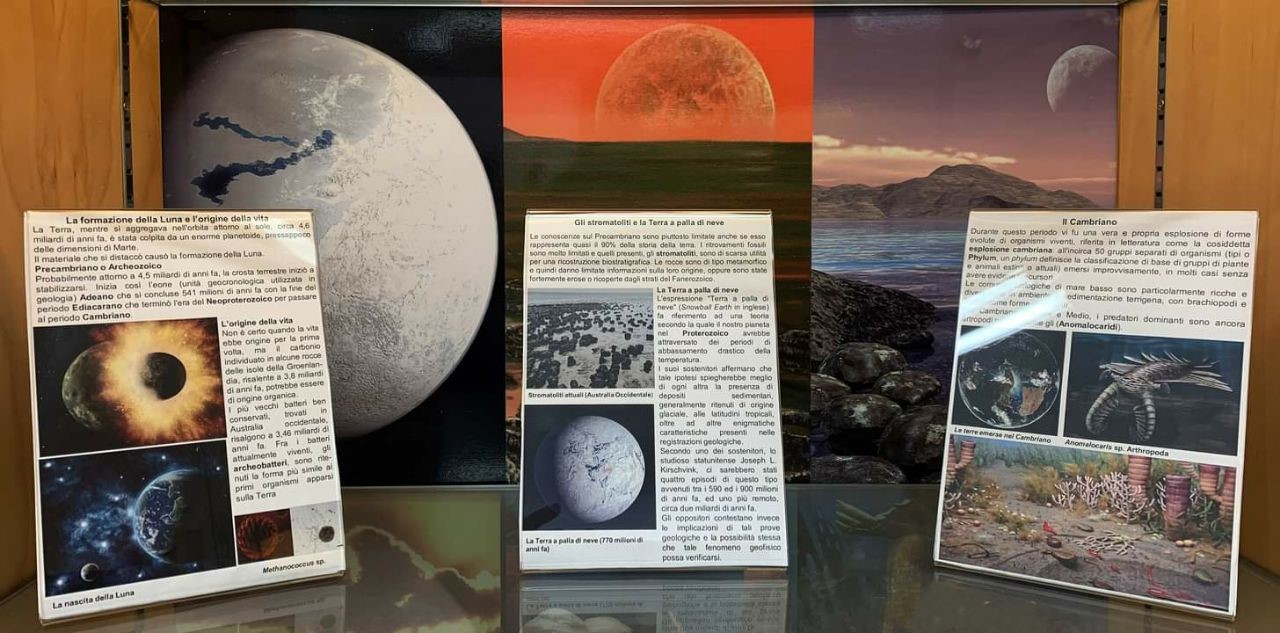 La formazione della Luna e l'origine della vita
La Terra, mentre si aggregava nell'orbita attorno al sole, circa 4,6
miliardi di anni fa, è stata colpita da un enorme planetoide, pressappoco
delle dimensioni di Marte.
Il materiale che si distaccò causò la formazione della Luna.
Precambriano o Archeozoico
Probabilmente attorno a 4,5 miliardi di anni fa, la crosta terrestre iniziò a
stabilizzarsi. Inizia così l'eone (unità geocronologica utilizzata in
geologia) Adeano che si concluse 541 milioni di anni fa con la fine del
periodo Ediacarano che terminò l'era del Neoproterozoico per passare
al periodo Cambriano.
L'origine della vita
Non è certo quando la vita
ebbe origine per la prima
volta, ma il carbonio
individuato in alcune rocce
delle isole della Groenlan-
dia, risalente a 3,8 miliardi
di anni fa, potrebbe essere
di origine organica.
I più vecchi batteri ben
conservati, trovati in
Australia occidentale,
risalgono a 3,46 miliardi di
anni fa. Fra i batteri
attualmente viventi, gli
archeobatteri, sono rite-
nuti la forma più simile ai
primi organismi apparsi
sulla Terra
Methanococcus sp.
La nascita della Luna
Gli stromatoliti e la Terra a palla di neve
Le conoscenze sul Precambriano sono piuttosto limitate anche se esso
rappresenta quasi il 90% della storia della terra. I ritrovamenti fossili
sono molto limitati e quelli presenti, gli stromatoliti, sono di scarsa utilità
per una ricostruzione biostratigrafica. Le rocce sono di tipo metamorfico
e quindi danno limitate informazioni sulla loro origine, oppure sono state
fortemente erose o ricoperte dagli strati del Fanerozoico.
Stromatoliti attuali (Australia Occidentale)
La Terra a palla di neve (770 milioni di
anni fa)
La Terra a palla di neve
L'espressione "Terra a palla di
neve" (Snowball Earth in inglese)
fa riferimento ad una teoria
secondo la quale il nostro pianeta
nel Proterozoico avrebbe
attraversato dei periodi di
abbassamento drastico della
temperatura.
I suoi sostenitori affermano che
tale ipotesi spiegherebbe meglio
di ogni altra la presenza di
depositi sedimentari,
generalmente ritenuti di origine
glaciale, alle latitudini tropicali,
oltre ad altre enigmatiche
caratteristiche presenti nelle
registrazioni geologiche.
Secondo uno dei sostenitori, lo
studioso statunitense Joseph L.
Kirschvink, ci sarebbero stati
quattro episodi di questo tipo
avvenuti tra i 590 ed i 900 milioni
di anni fa, ed uno più remoto,
circa due miliardi di anni fa.
Gli oppositori contestano invece
le implicazioni di tali prove
geologiche e la possibilità stessa
che tale fenomeno geofisico
possa verificarsi.
Il Cambriano
Durante questo periodo vi fu una vera e propria esplosione di forme
evolute di organismi viventi, riferita in letteratura come la cosiddetta
esplosione cambriana: all'incirca 50 gruppi separati di organismi (tipi o
Phylum, un phylum definisce la classificazione di base di gruppi di piante
e animali estinti o attuali) emersi improvvisamente, in molti casi senza
avere evidenti
di mare basso sono particolarmente ricche e
ambienti sedimentazione terrigena, con brachiopodi e
Cambriano e Medio, i predatori dominanti sono ancora
gli (Anomalocaridi).
Le terre emerse nel Cambriano
Anomalocaris sp. Arthropoda